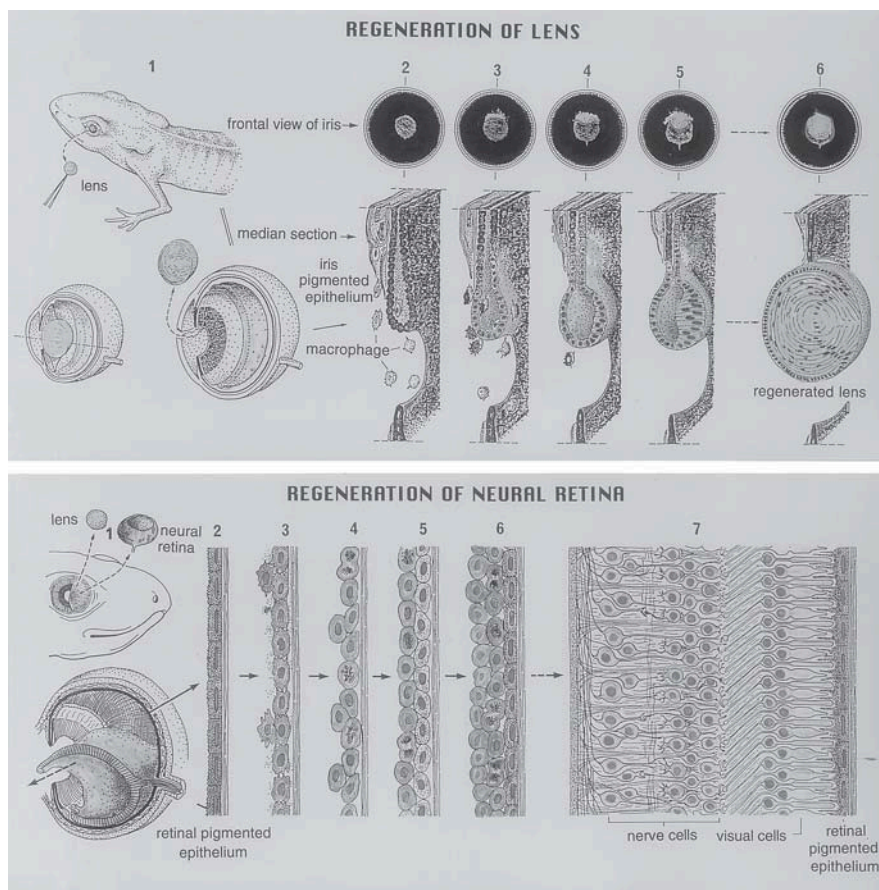 REGENERATION OF LENS
1
2
3
4
5
6
frontal view of iris
lens
median section
iris
pigmented
epithelium
macrophage
regenerated lens
REGENERATION OF NEURAL RETINA
lens
1
neural
retina
2
3
4
5
6
7
retinal pigmented
epithelium
nerve cells
visual cells
retinal
pigmented
epithelium